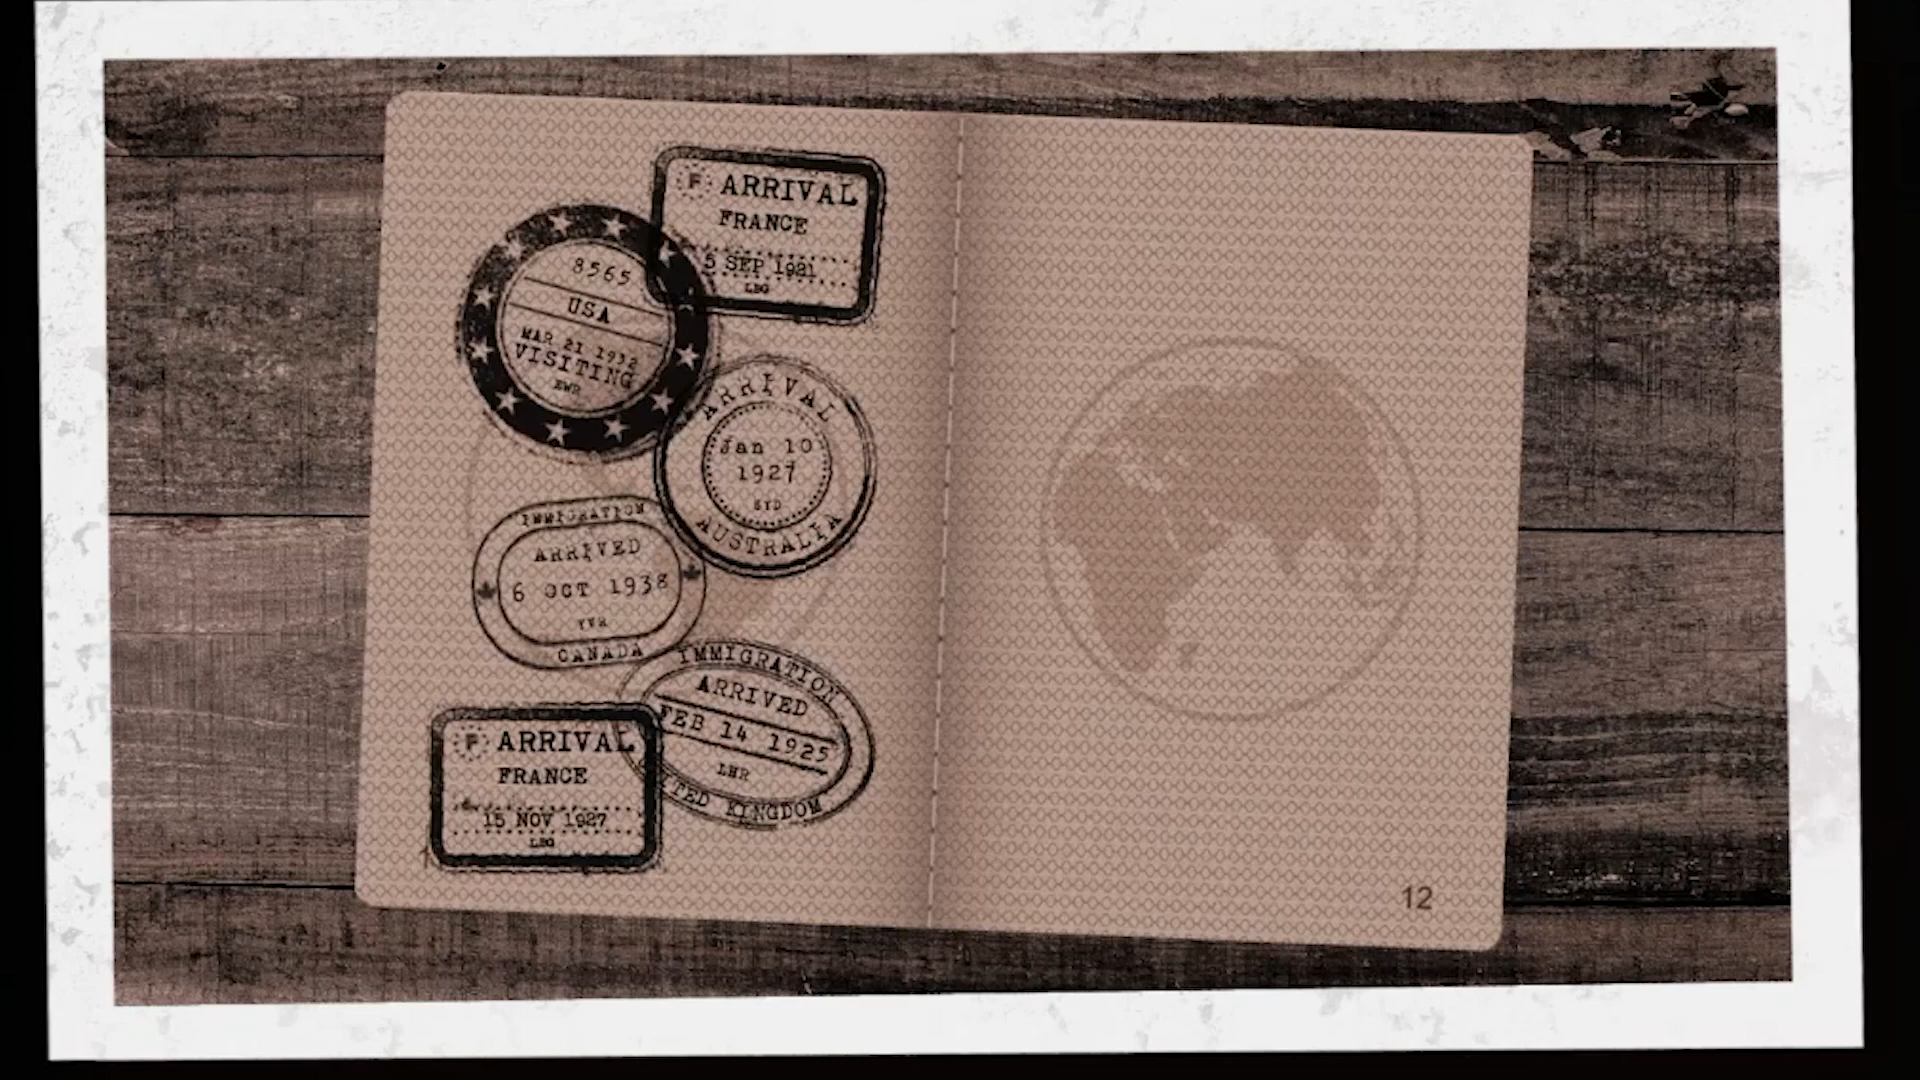 F ARRIVAL
FRANCE
5 SEP 1921
LBG
8565
USA
MAR 21 1932
VISITING
EWR
ARRIVAL
Jan 10
1927
SYD
AUSTRALIA
IMMIGRATION
ARRIVED
6 OCT 1938
YVR
CANADA
IMMIGRATION
ARRIVED
FEB 14 1925
LHR
UNITED KINGDOM
F ARRIVAL
FRANCE
15 NOV 1927
LBG
12